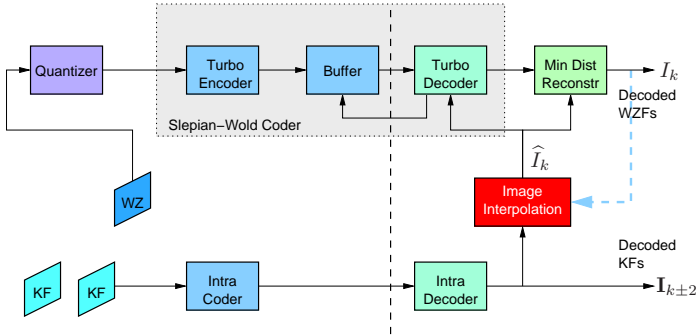 Quantizer
Turbo
Encoder
Buffer
Turbo
Decoder
Min Dist
Reconstr
I_k
Decoded
WZFs
Slepian−Wold Coder
Î_k
WZ
Image
Interpolation
Decoded
KFs
KF
KF
Intra
Coder
Intra
Decoder
I_{k±2}